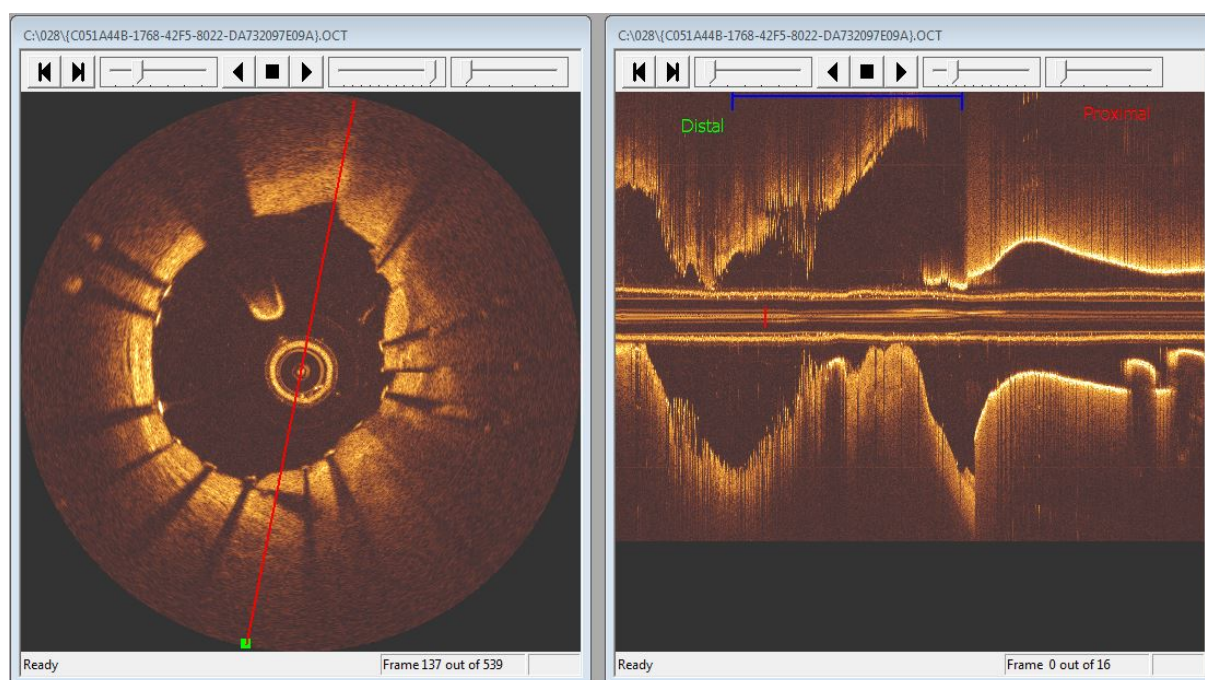 C:\028\{C051A44B-1768-42F5-8022-DA732097E09A}.OCT
Ready
Frame 137 out of 539
C:\028\{C051A44B-1768-42F5-8022-DA732097E09A}.OCT
Distal
Proximal
Ready
Frame 0 out of 16